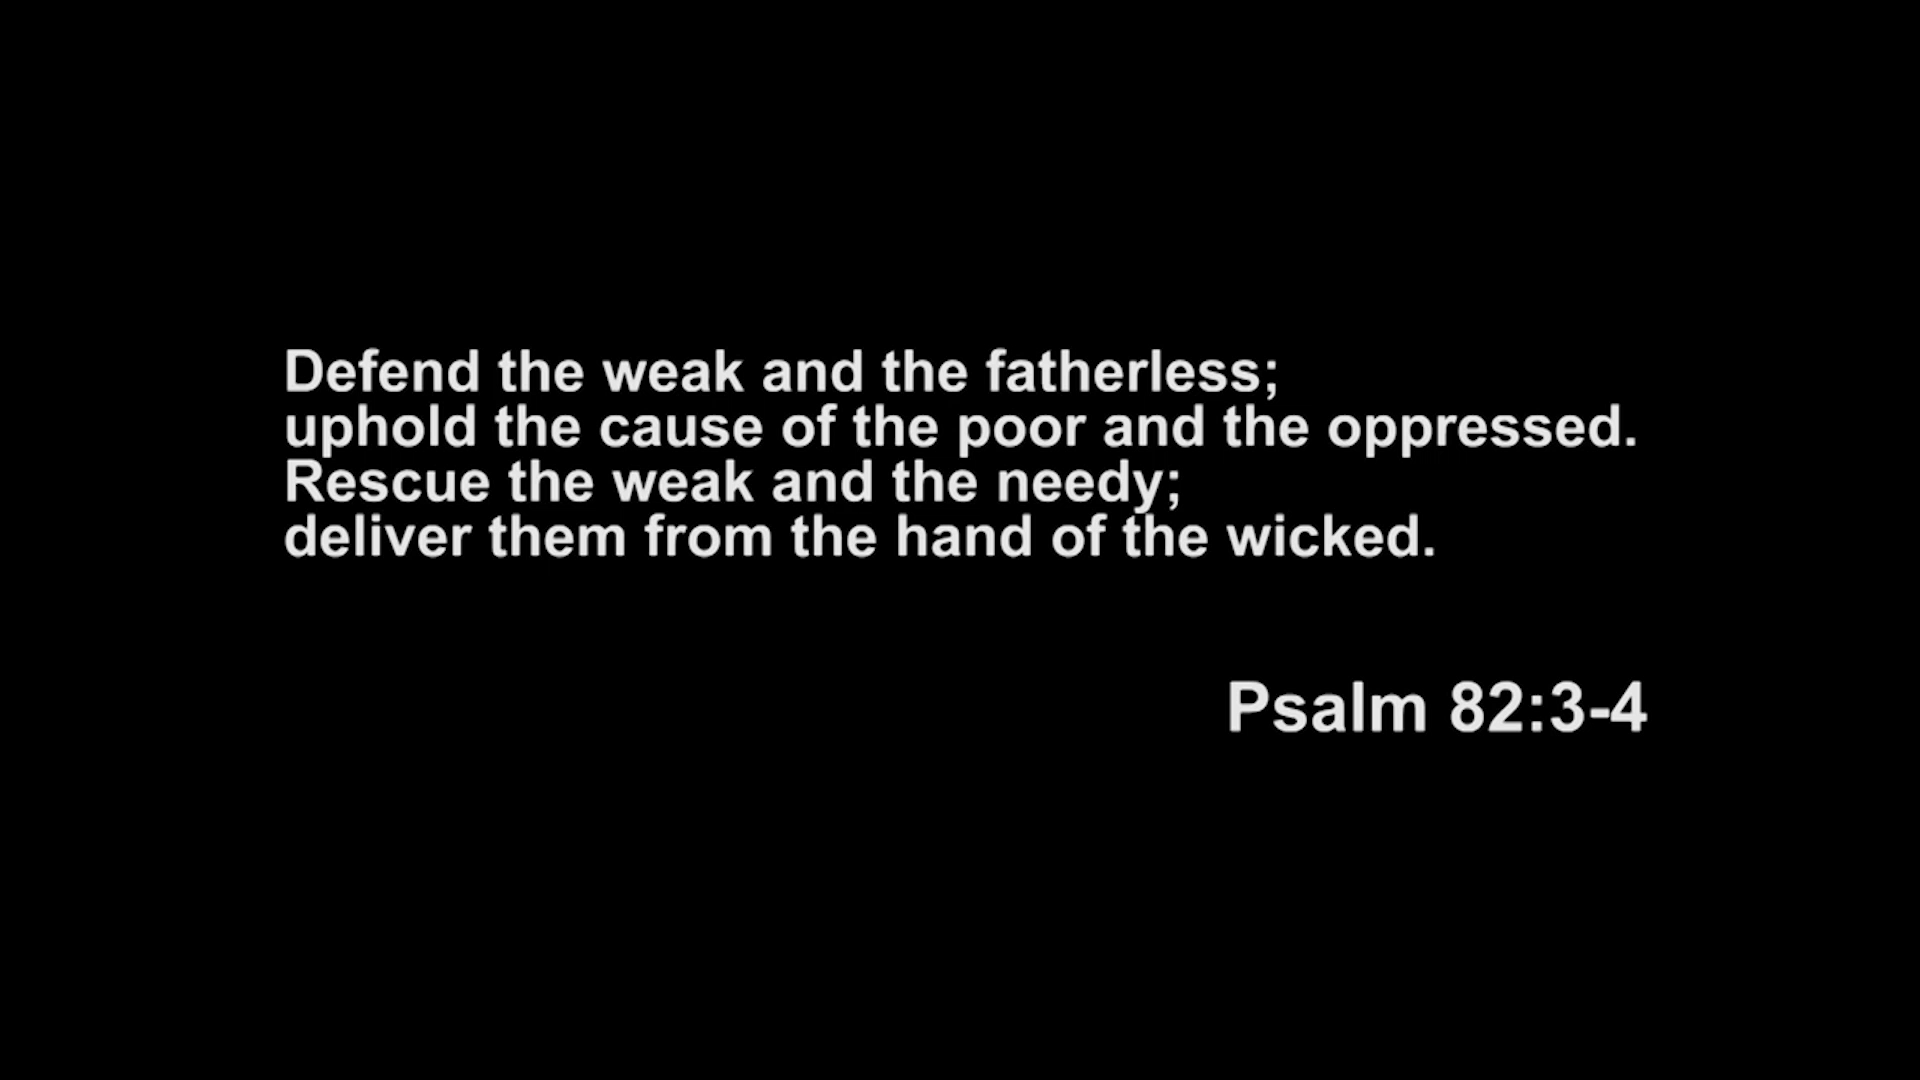 Defend the weak and the fatherless;
uphold the cause of the poor and the oppressed.
Rescue the weak and the needy;
deliver them from the hand of the wicked.
Psalm 82:3-4